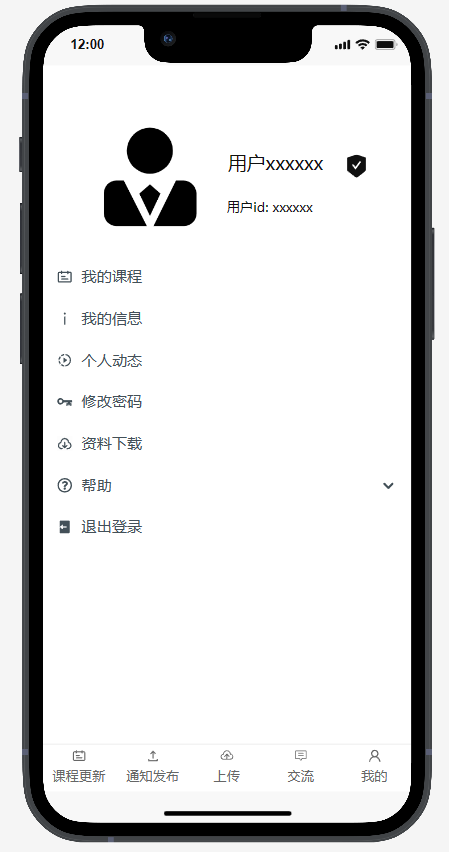 12:00
用户xxxxxx
用户id: xxxxxx
我的课程
我的信息
个人动态
修改密码
资料下载
帮助
退出登录
课程更新 通知发布 上传 交流 我的